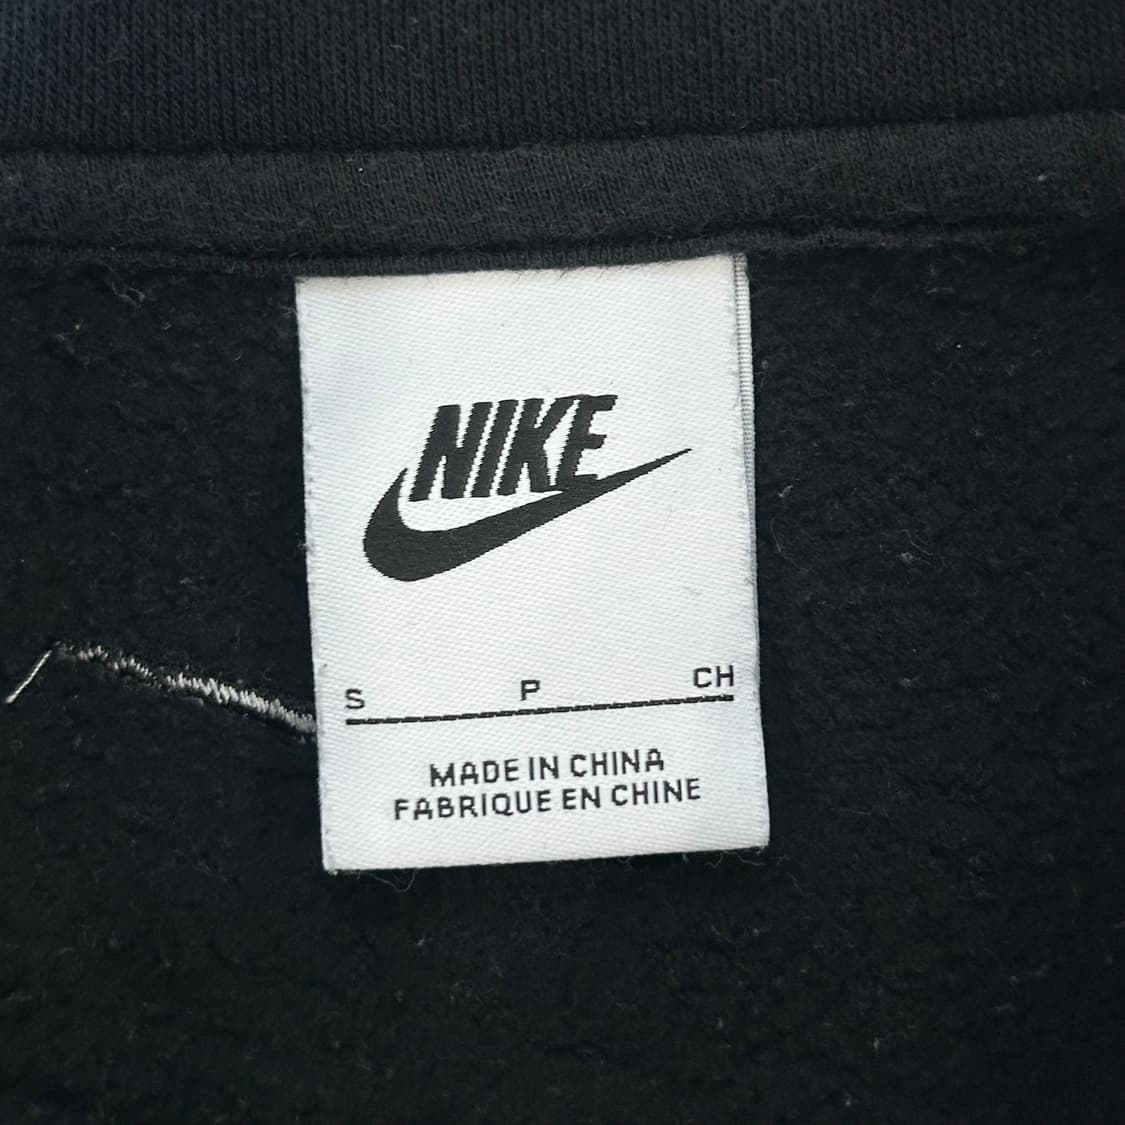 NIKE
S P CH
MADE IN CHINA
FABRIQUE EN CHINE